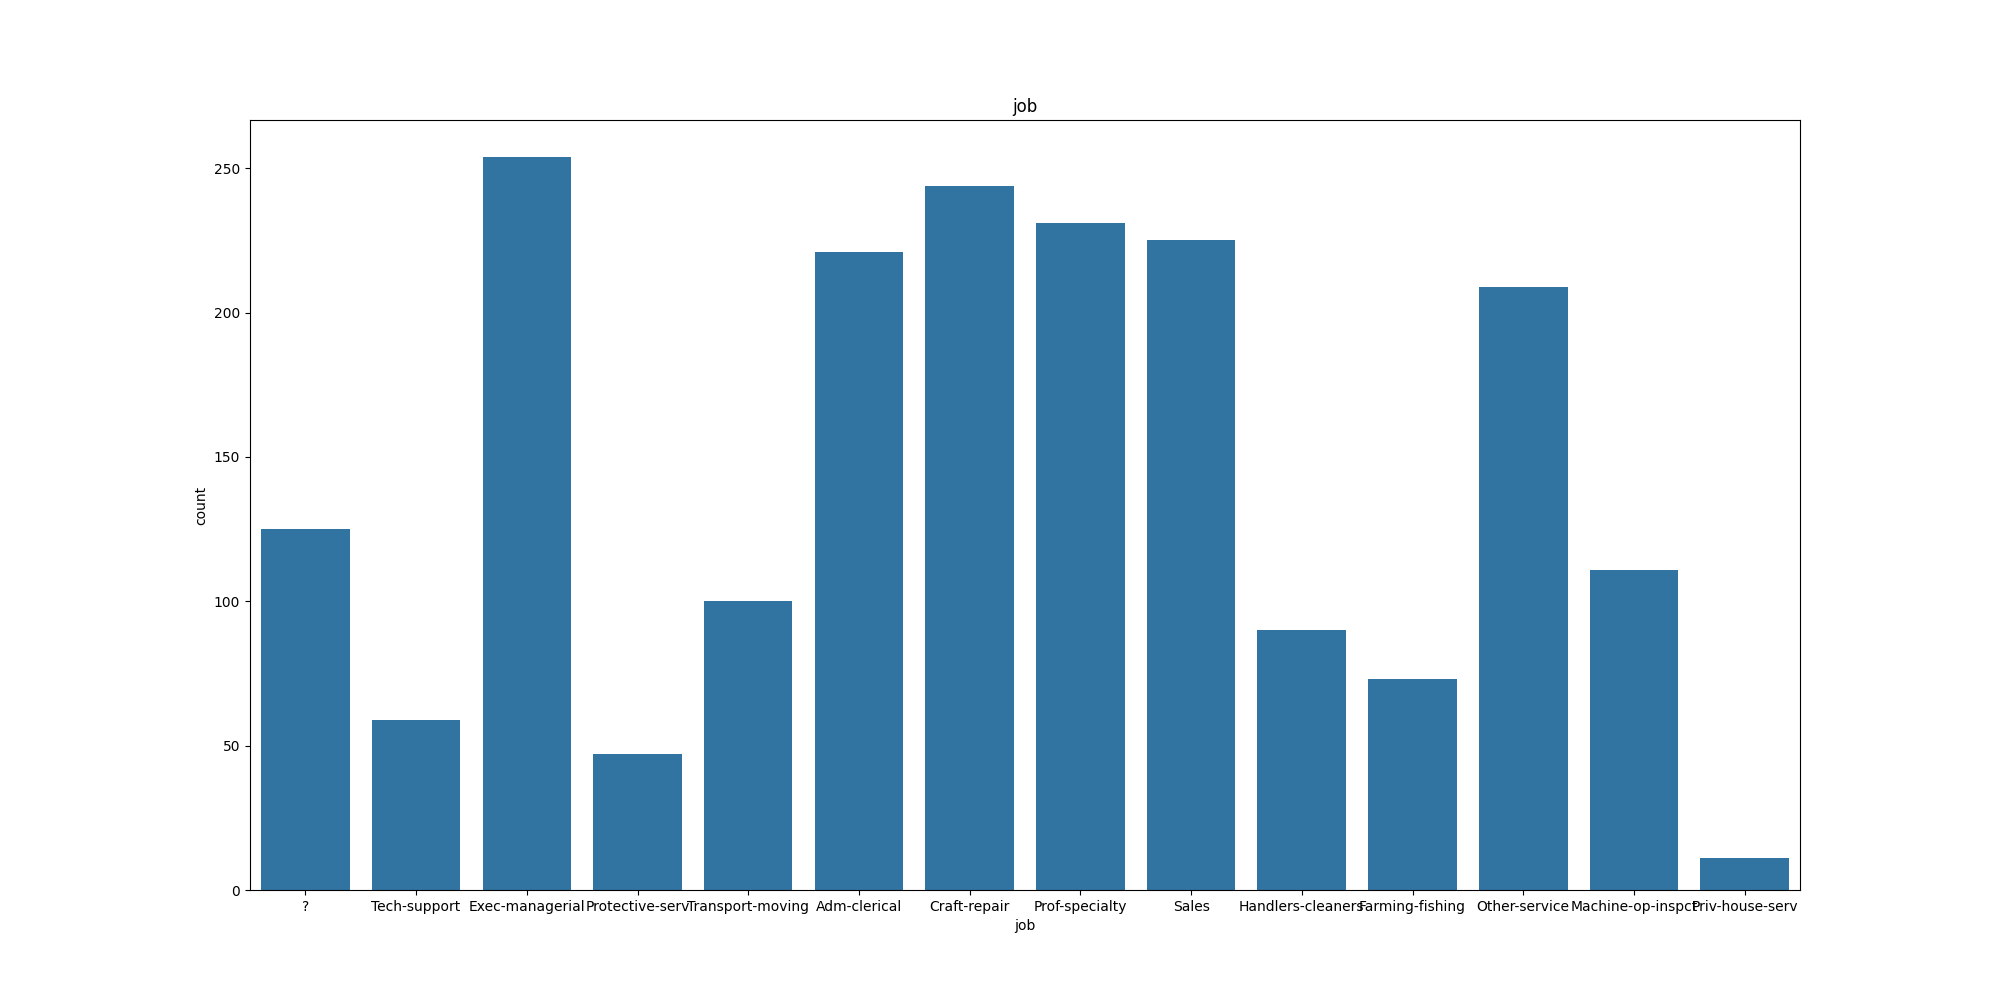 job
250
200
150
100
50
0
count
? Tech-support Exec-managerial Protective-serv Transport-moving Adm-clerical Craft-repair Prof-specialty Sales Handlers-cleaners Farming-fishing Other-service Machine-op-inspct Priv-house-serv
job